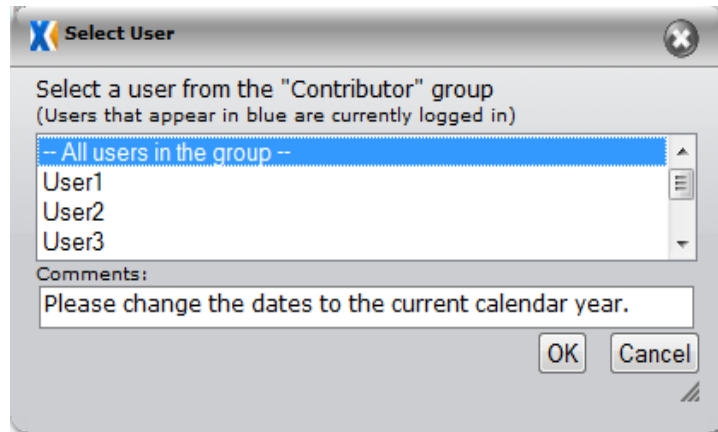 Select User
Select a user from the "Contributor" group
(Users that appear in blue are currently logged in)
-- All users in the group --
User1
User2
User3
Comments:
Please change the dates to the current calendar year.
OK Cancel